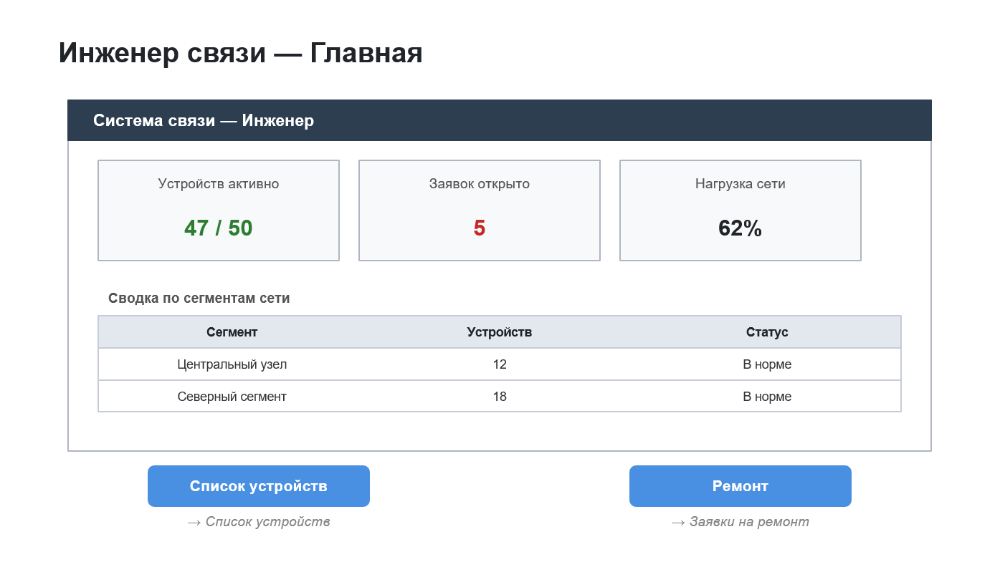 Инженер связи — Главная
Система связи — Инженер
Устройств активно
Заявок открыто
Нагрузка сети
47 / 50
5
62%
Сводка по сегментам сети
Сегмент Устройств Статус
Центральный узел 12 В норме
Северный сегмент 18 В норме
Список устройств
Ремонт
→ Список устройств
→ Заявки на ремонт